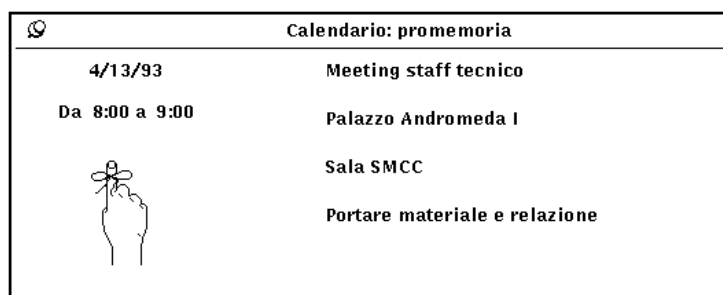 Calendario: promemoria
4/13/93
Meeting staff tecnico
Da 8:00 a 9:00
Palazzo Andromeda I
Sala SMCC
Portare materiale e relazione